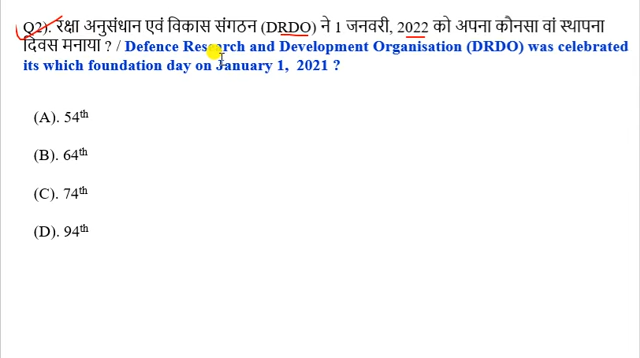 Q2). रक्षा अनुसंधान एवं विकास संगठन (DRDO) ने 1 जनवरी, 2022 को अपना कौनसा वां स्थापना
दिवस मनाया ? / Defence Research and Development Organisation (DRDO) was celebrated
its which foundation day on January 1, 2021 ?
(A). 54th
(B). 64th
(C). 74th
(D). 94th